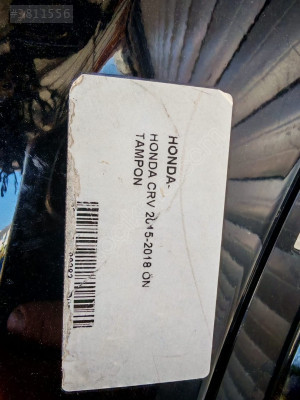 #3811556
HONDA-
HONDA CRV 2015-2018 ÖN
TAMPON